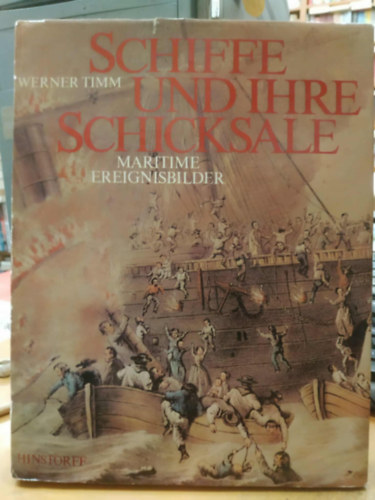 SCHIFFE
WERNER TIMM
UND IHRE
SCHICKSALE
MARITIME
EREIGNISBILDER
HINSTORFF